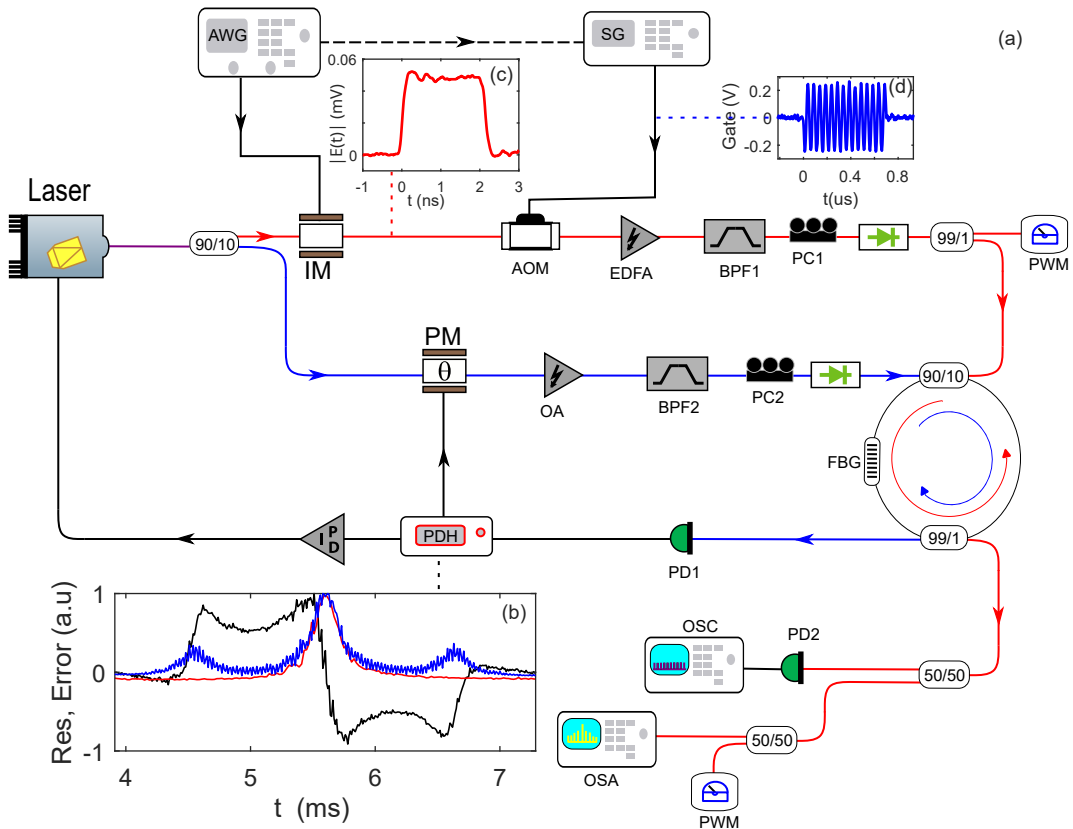 (a)
AWG
SG
0.06
(c)
|E(t)| (mV)
0
-1
0
1
2
3
t (ns)
(d)
Gate (V)
0.2
0
-0.2
0
0.4
0.8
t(us)
Laser
90/10
IM
AOM
EDFA
BPF1
PC1
99/1
PWM
PM
θ
OA
BPF2
PC2
90/10
FBG
I P D
PDH
PD1
99/1
(b)
Res, Error (a.u)
1
0
-1
4
5
6
7
t (ms)
OSC
PD2
50/50
50/50
OSA
PWM